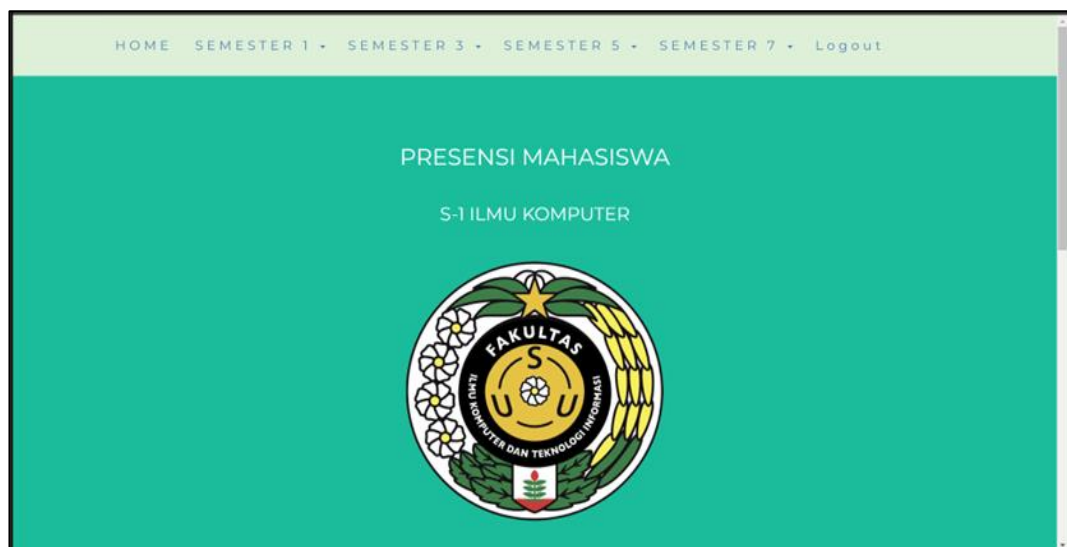 HOME SEMESTER 1 SEMESTER 3 SEMESTER 5 SEMESTER 7 Logout
PRESENSI MAHASISWA
S-1 ILMU KOMPUTER
FAKULTAS
S
U U
ILMU KOMPUTER DAN TEKNOLOGI INFORMASI